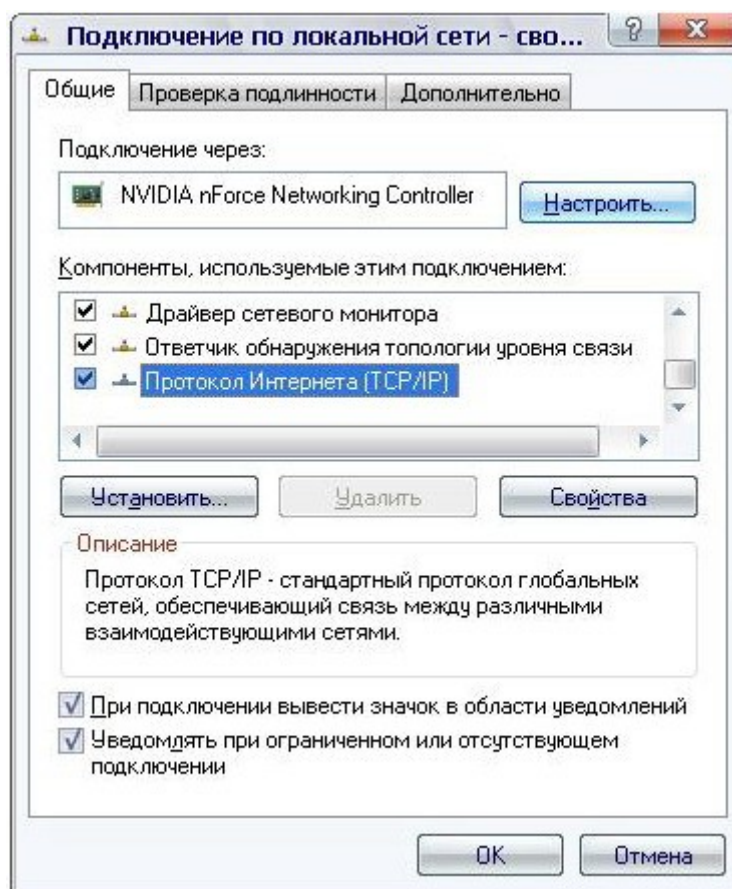 Подключение по локальной сети - сво...
Общие
Проверка подлинности
Дополнительно
Подключение через:
NVIDIA nForce Networking Controller
Настроить...
Компоненты, используемые этим подключением:
Драйвер сетевого монитора
Ответчик обнаружения топологии уровня связи
Протокол Интернета (TCP/IP)
Установить...
Удалить
Свойства
Описание
Протокол TCP/IP - стандартный протокол глобальных
сетей, обеспечивающий связь между различными
взаимодействующими сетями.
При подключении вывести значок в области уведомлений
Уведомлять при ограниченном или отсутствующем
подключении
OK
Отмена